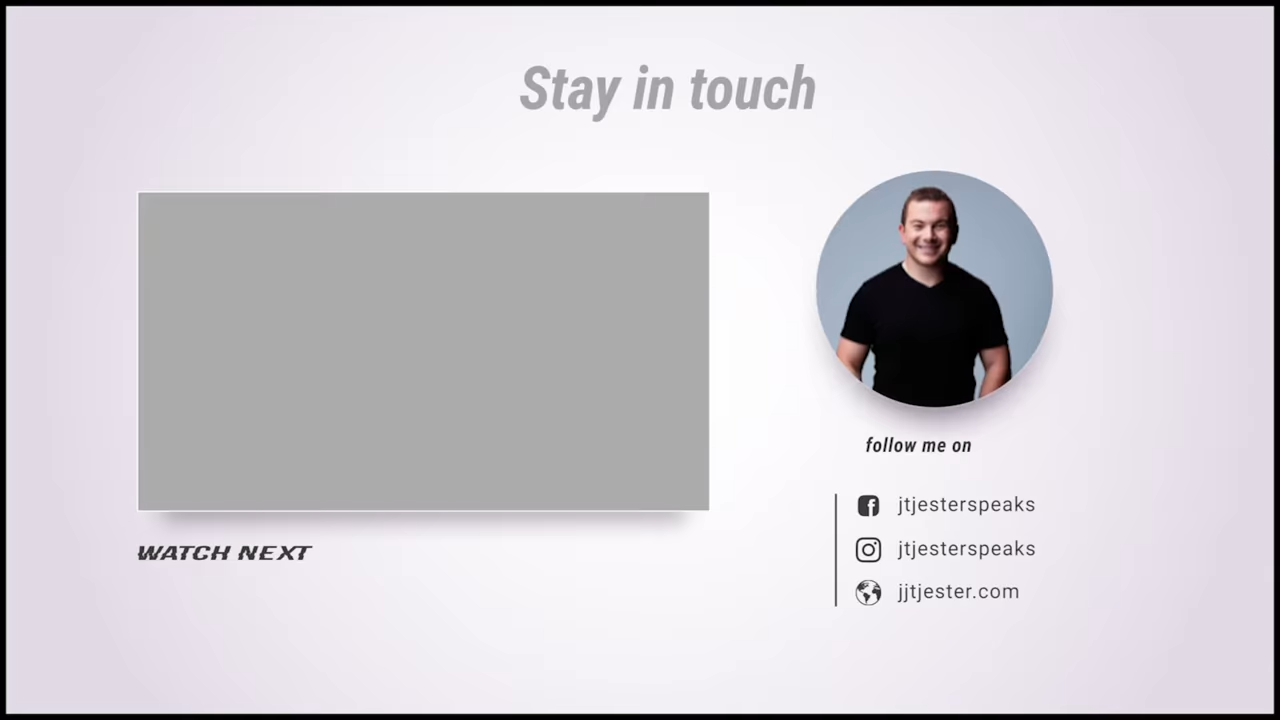 Stay in touch
WATCH NEXT
follow me on
jtjesterspeaks
jtjesterspeaks
jjtjester.com